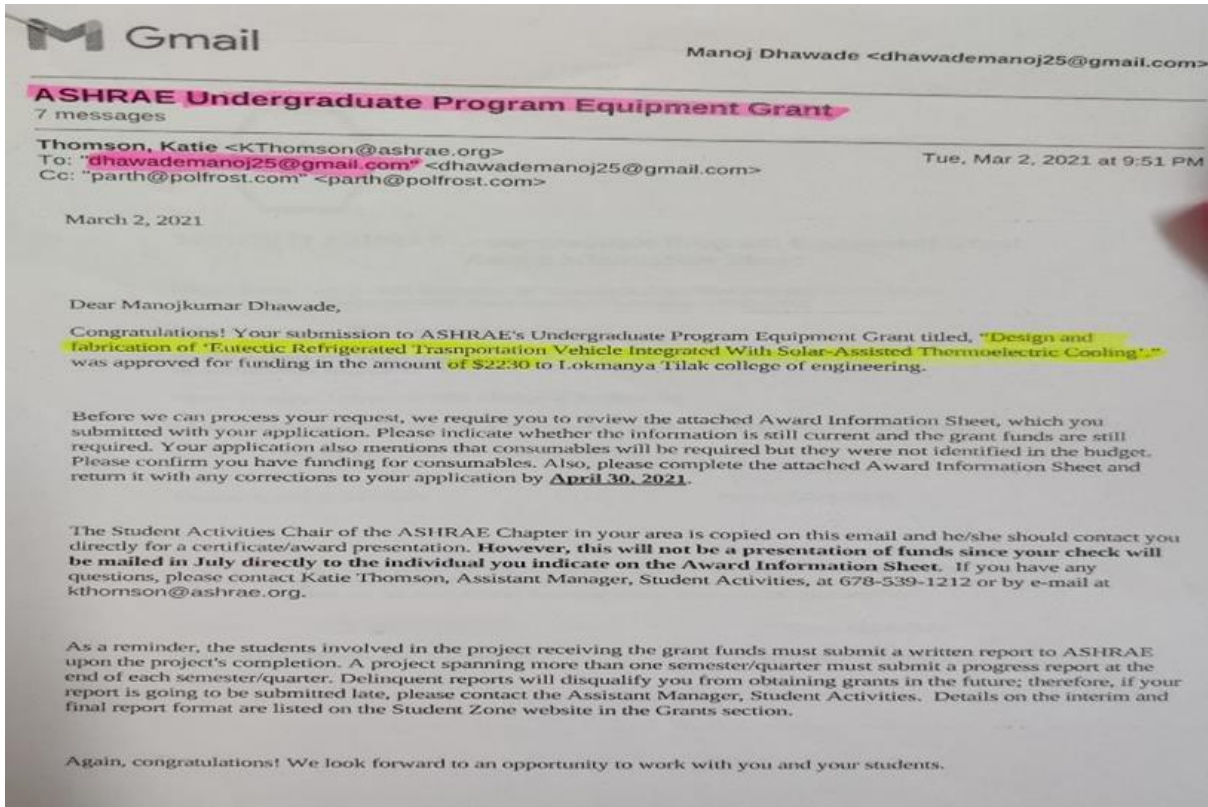 Gmail
Manoj Dhawade <dhawademanoj25@gmail.com>
ASHRAE Undergraduate Program Equipment Grant
7 messages
Thomson, Katie <KThomson@ashrae.org>
Tue, Mar 2, 2021 at 9:51 PM
To: "dhawademanoj25@gmail.com" <dhawademanoj25@gmail.com>
Cc: "parth@polfrost.com" <parth@polfrost.com>
March 2, 2021
Dear Manojkumar Dhawade,
Congratulations! Your submission to ASHRAE's Undergraduate Program Equipment Grant titled, "Design and
fabrication of 'Eutectic Refrigerated Trasnportation Vehicle Integrated With Solar-Assisted Thermoelectric Cooling'."
was approved for funding in the amount of $2230 to Lokmanya Tilak college of engineering.
Before we can process your request, we require you to review the attached Award Information Sheet, which you
submitted with your application. Please indicate whether the information is still current and the grant funds are still
required. Your application also mentions that consumables will be required but they were not identified in the budget.
Please confirm you have funding for consumables. Also, please complete the attached Award Information Sheet and
return it with any corrections to your application by April 30, 2021.
The Student Activities Chair of the ASHRAE Chapter in your area is copied on this email and he/she should contact you
directly for a certificate/award presentation. However, this will not be a presentation of funds since your check will
be mailed in July directly to the individual you indicate on the Award Information Sheet. If you have any
questions, please contact Katie Thomson, Assistant Manager, Student Activities, at 678-539-1212 or by e-mail at
kthomson@ashrae.org.
As a reminder, the students involved in the project receiving the grant funds must submit a written report to ASHRAE
upon the project's completion. A project spanning more than one semester/quarter must submit a progress report at the
end of each semester/quarter. Delinquent reports will disqualify you from obtaining grants in the future; therefore, if your
report is going to be submitted late, please contact the Assistant Manager, Student Activities. Details on the interim and
final report format are listed on the Student Zone website in the Grants section.
Again, congratulations! We look forward to an opportunity to work with you and your students.